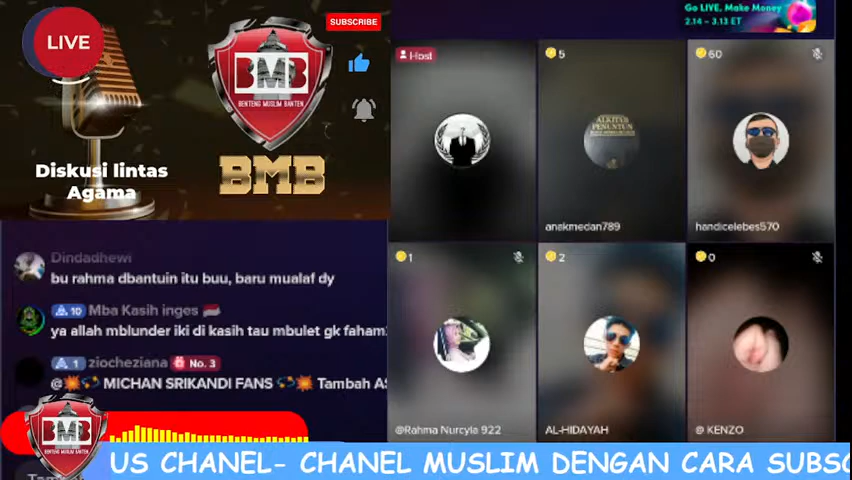 LIVE
SUBSCRIBE
BMB
BENTENG MUSLIM BANTEN
BMB
Diskusi lintas
Agama
Go LIVE, Make Money
2.14 – 3.13 ET
Host
5
60
ALKITAB
PENUNTUN
anakmedan789
handicelebes570
Dindadhewi
bu rahma dbantuin itu buu, baru mualaf dy
10 Mba Kasih inges
ya allah mblunder iki di kasih tau mbulet gk faham
1 ziocheziana No. 3
@💥💫 MICHAN SRIKANDI FANS 💫💥 Tambah AS
1
2
0
@Rahma Nurcyla 922
AL-HIDAYAH
@ KENZO
BMB
US CHANEL- CHANEL MUSLIM DENGAN CARA SUBSC